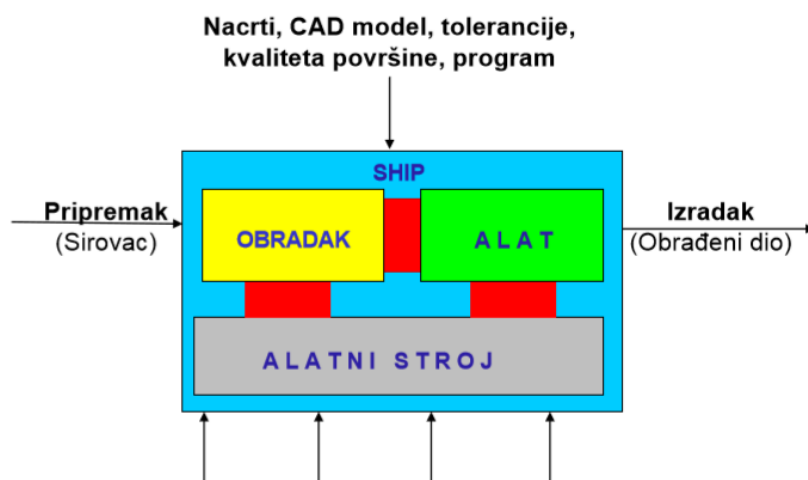 Nacrti, CAD model, tolerancije,
kvaliteta površine, program
SHIP
Pripremak
(Sirovac)
OBRADAK
A L A T
Izradak
(Obrađeni dio)
A L A T N I   S T R O J